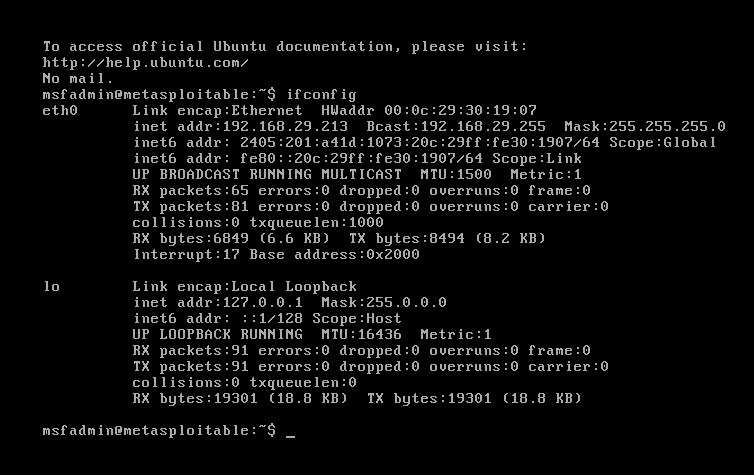 To access official Ubuntu documentation, please visit:
http://help.ubuntu.com/
No mail.
msfadmin@metasploitable:~$ ifconfig
eth0      Link encap:Ethernet  HWaddr 00:0c:29:30:19:07
          inet addr:192.168.29.213  Bcast:192.168.29.255  Mask:255.255.255.0
          inet6 addr: 2405:201:a41d:1073:20c:29ff:fe30:1907/64 Scope:Global
          inet6 addr: fe80::20c:29ff:fe30:1907/64 Scope:Link
          UP BROADCAST RUNNING MULTICAST  MTU:1500  Metric:1
          RX packets:65 errors:0 dropped:0 overruns:0 frame:0
          TX packets:81 errors:0 dropped:0 overruns:0 carrier:0
          collisions:0 txqueuelen:1000
          RX bytes:6849 (6.6 KB)  TX bytes:8494 (8.2 KB)
          Interrupt:17 Base address:0x2000
lo        Link encap:Local Loopback
          inet addr:127.0.0.1  Mask:255.0.0.0
          inet6 addr: ::1/128 Scope:Host
          UP LOOPBACK RUNNING  MTU:16436  Metric:1
          RX packets:91 errors:0 dropped:0 overruns:0 frame:0
          TX packets:91 errors:0 dropped:0 overruns:0 carrier:0
          collisions:0 txqueuelen:0
          RX bytes:19301 (18.8 KB)  TX bytes:19301 (18.8 KB)
msfadmin@metasploitable:~$ _